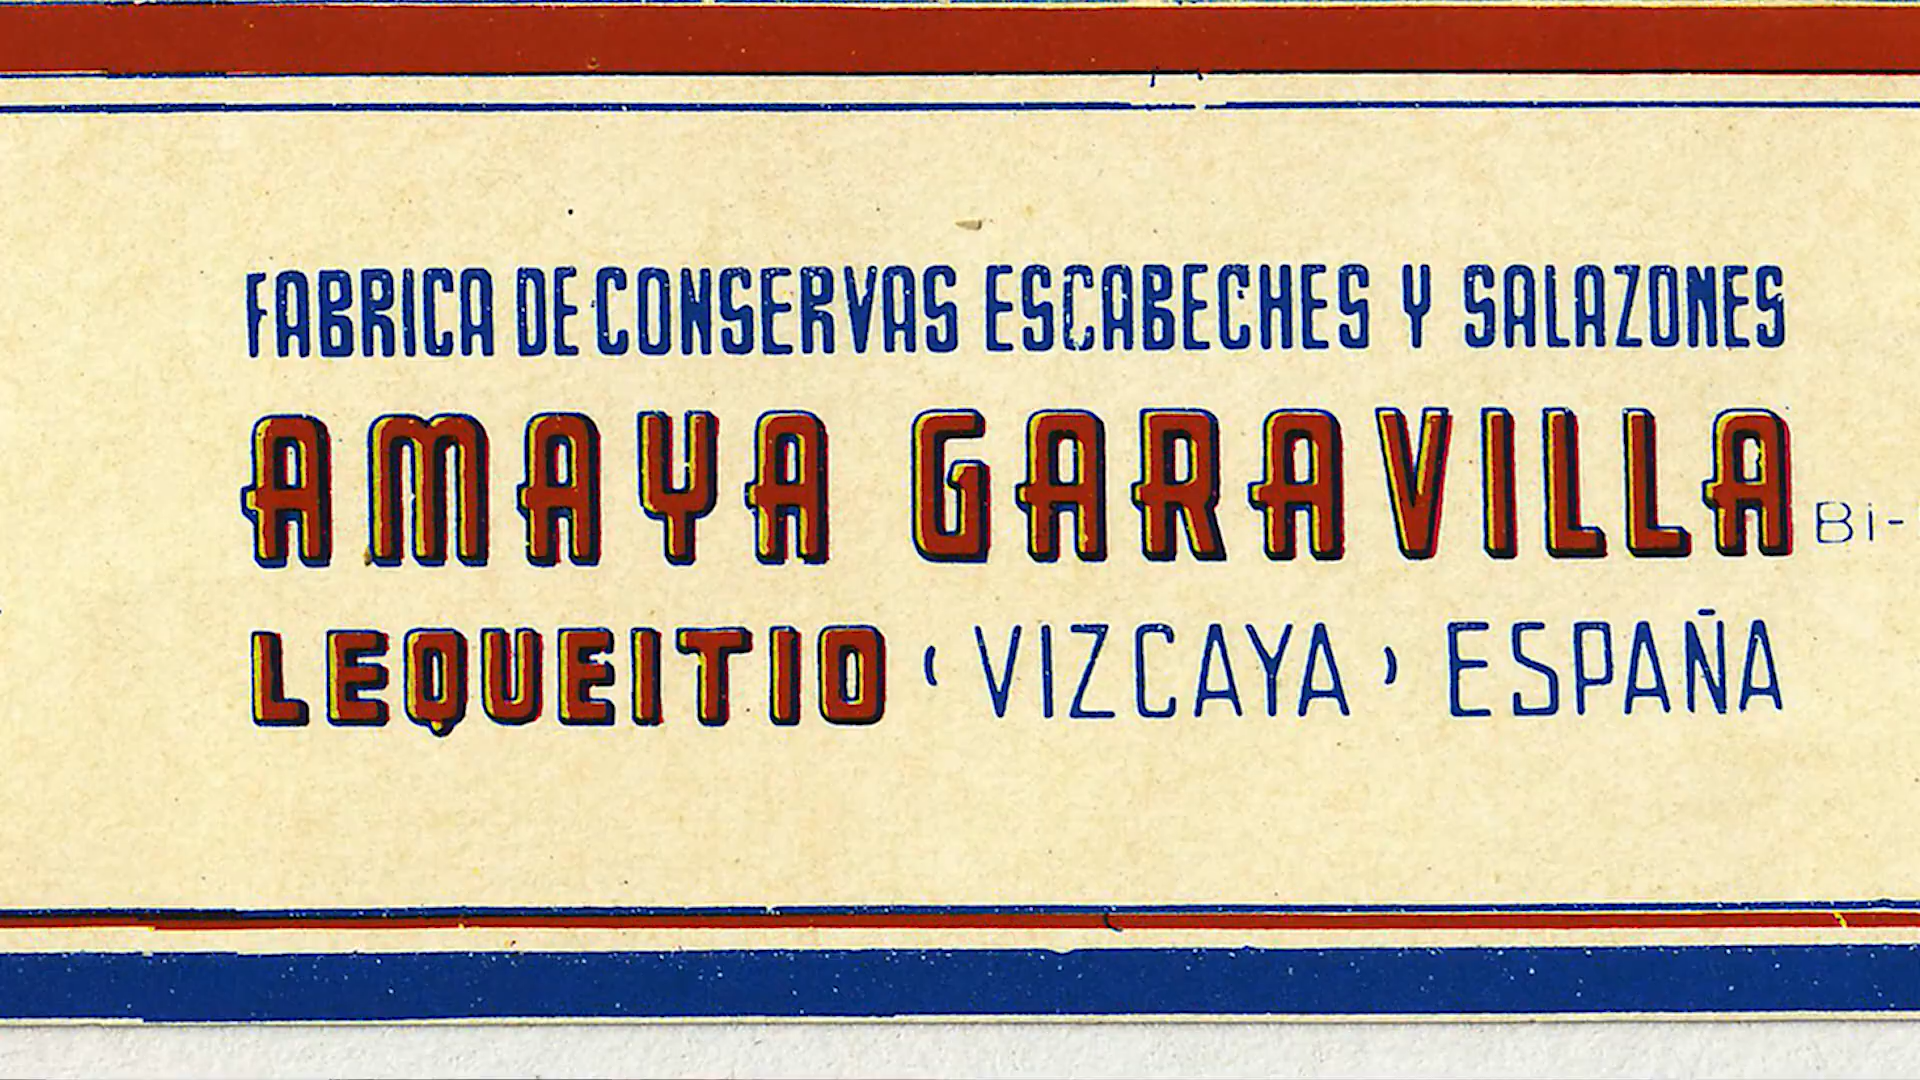 FABRICA DE CONSERVAS ESCABECHES Y SALAZONES
AMAYA GARAVILLA
Bi-
LEQUEITIO (VIZCAYA) ESPAÑA